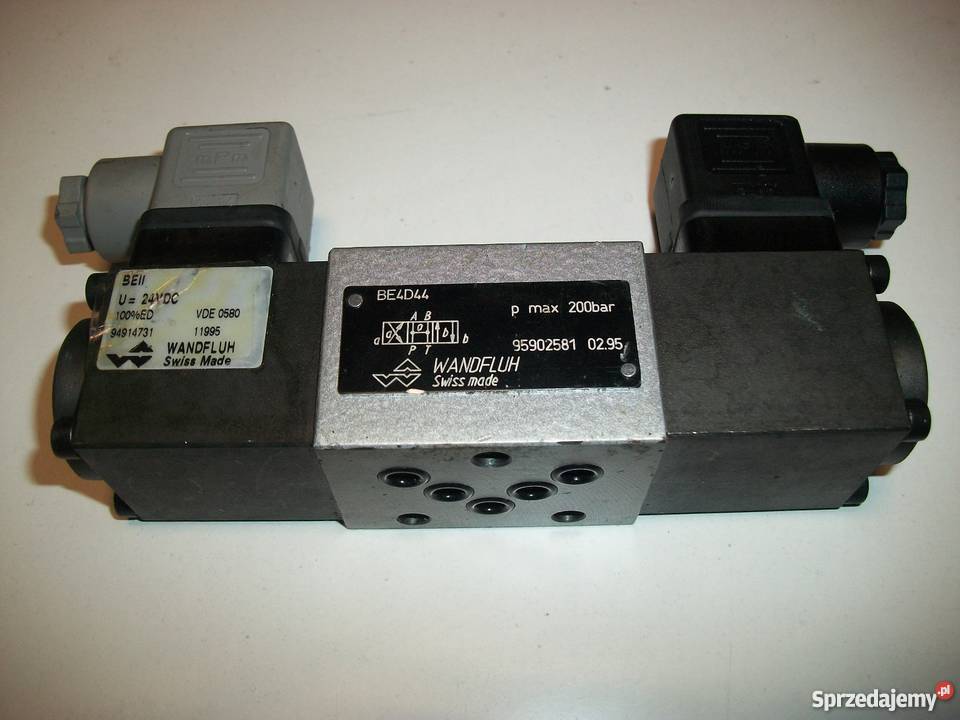 mPm
BEII
U = 24VDC
100%ED VDE 0580
94914731 11995
WANDFLUH
Swiss Made
BE4D44
p max 200bar
A B
a o b b
P T
95902581 02.95
WANDFLUH
Swiss made
Sprzedajemy.pl